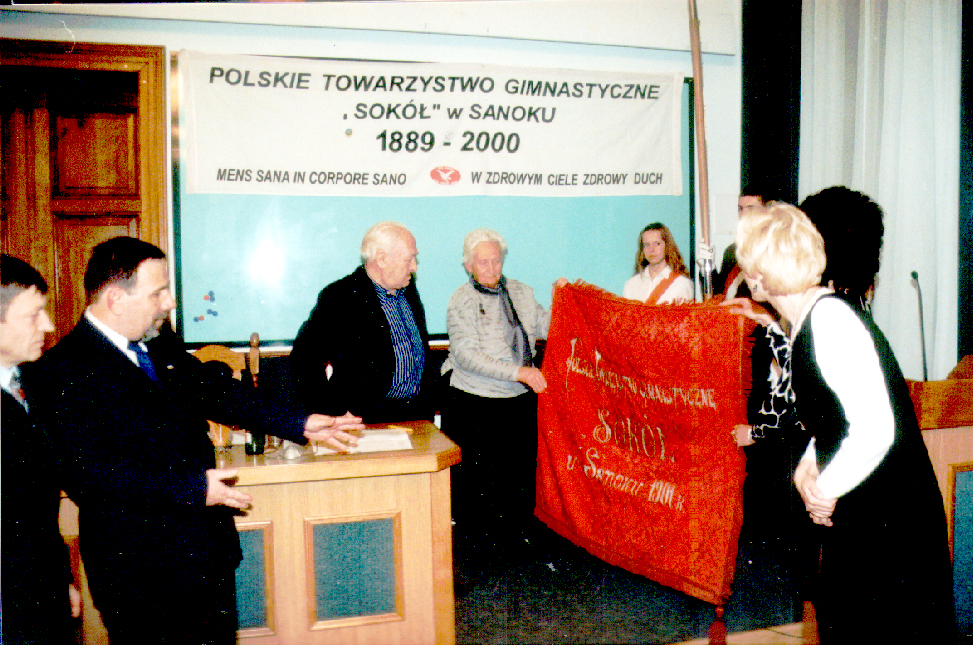 POLSKIE TOWARZYSTWO GIMNASTYCZNE
„SOKÓŁ" w SANOKU
1889 - 2000
MENS SANA IN CORPORE SANO W ZDROWYM CIELE ZDROWY DUCH
GIMNASTYCZNE
SOKÓŁ
w Sanoku 1901 r.